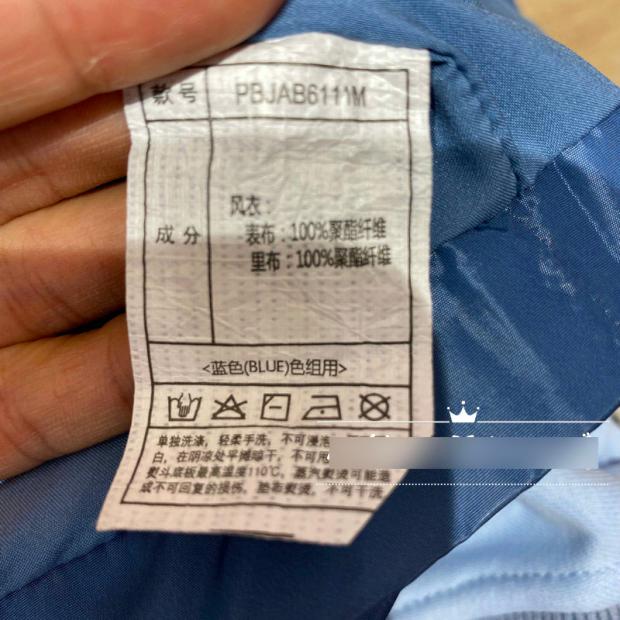 款号 PBJAB6111M
风衣：
成分
表布：100%聚酯纤维
里布：100%聚酯纤维
<蓝色(BLUE)色组用>
单独洗涤，轻柔手洗，不可浸泡
白，在阴凉处平摊晾干，不可
熨斗底板最高温度110℃，蒸汽熨烫可能造
成不可回复的损伤，垫布熨烫，不可干洗